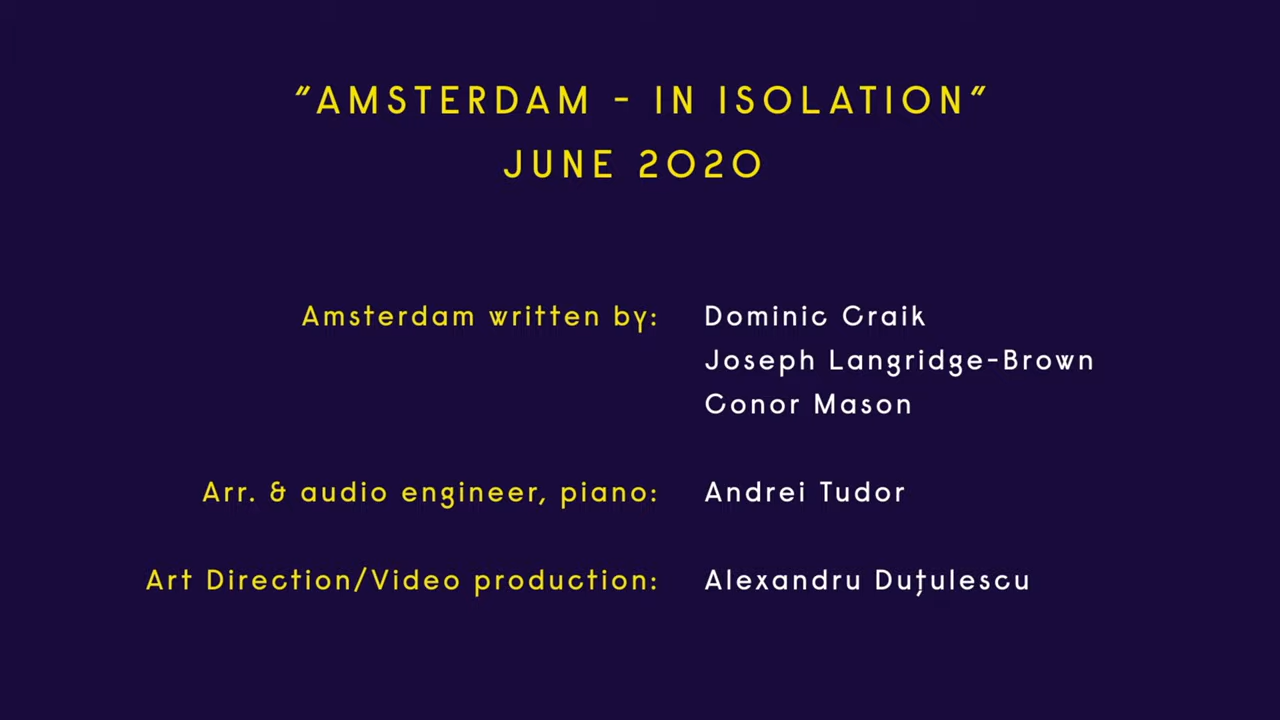 "AMSTERDAM - IN ISOLATION"
JUNE 2020
Amsterdam written by: Dominic Craik
Joseph Langridge-Brown
Conor Mason
Arr. & audio engineer, piano: Andrei Tudor
Art Direction/Video production: Alexandru Duțulescu